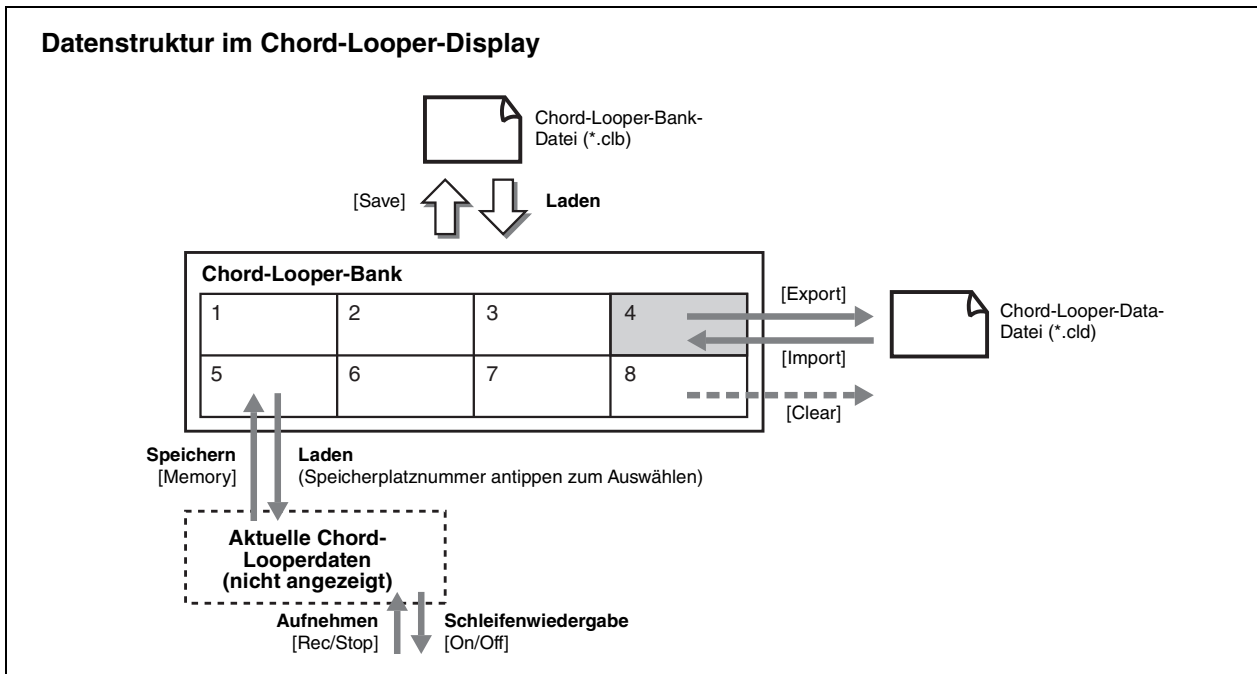 Datenstruktur im Chord-Looper-Display
Chord-Looper-Bank-
Datei (*.clb)
[Save]
Laden
Chord-Looper-Bank
1
2
3
4
[Export]
Chord-Looper-Data-
Datei (*.cld)
[Import]
5
6
7
8
[Clear]
Speichern
[Memory]
Laden
(Speicherplatznummer antippen zum Auswählen)
Aktuelle Chord-
Looperdaten
(nicht angezeigt)
Aufnehmen
[Rec/Stop]
Schleifenwiedergabe
[On/Off]